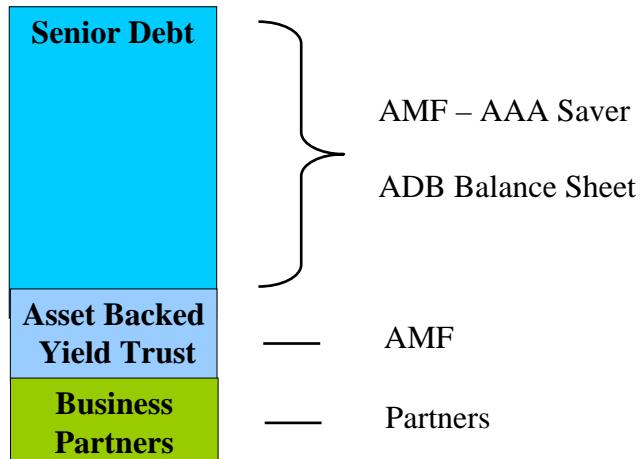 Senior Debt
AMF – AAA Saver
ADB Balance Sheet
Asset Backed
Yield Trust
AMF
Business
Partners
Partners